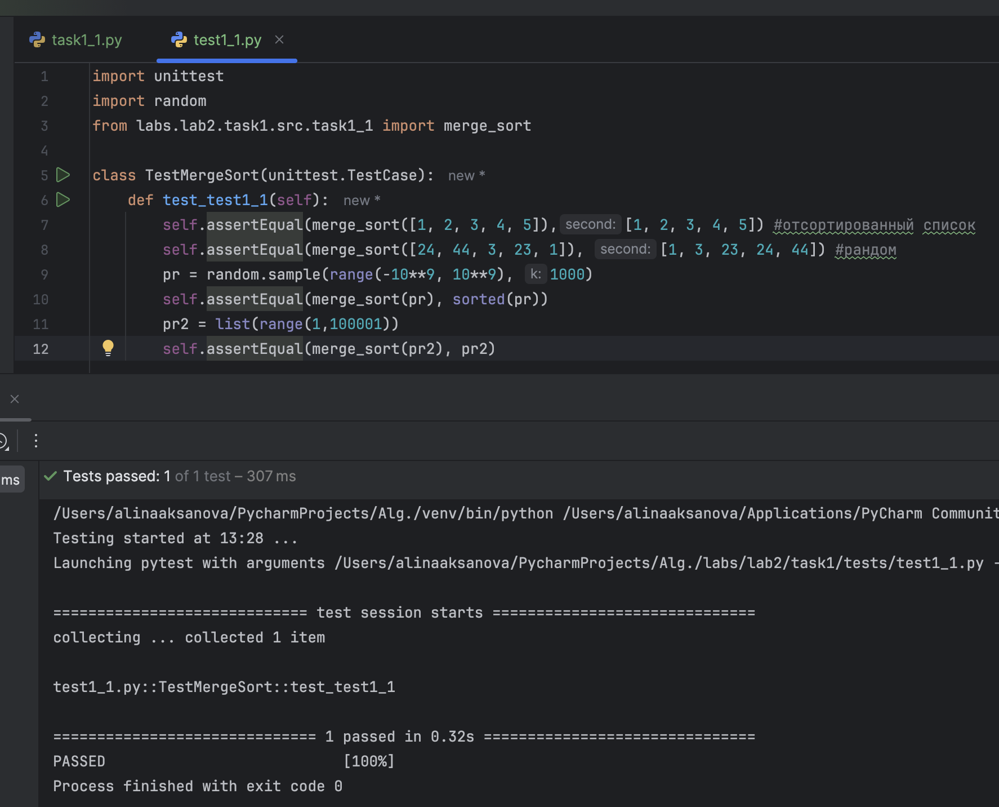 task1_1.py test1_1.py
1 import unittest
2 import random
3 from labs.lab2.task1.src.task1_1 import merge_sort
4
5 class TestMergeSort(unittest.TestCase): new *
6 def test_test1_1(self): new *
7 self.assertEqual(merge_sort([1, 2, 3, 4, 5]), second: [1, 2, 3, 4, 5]) #отсортированный список
8 self.assertEqual(merge_sort([24, 44, 3, 23, 1]), second: [1, 3, 23, 24, 44]) #рандом
9 pr = random.sample(range(-10**9, 10**9), k: 1000)
10 self.assertEqual(merge_sort(pr), sorted(pr))
11 pr2 = list(range(1,100001))
12 self.assertEqual(merge_sort(pr2), pr2)
ms
Tests passed: 1 of 1 test – 307 ms
/Users/alinaaksanova/PycharmProjects/Alg./venv/bin/python /Users/alinaaksanova/Applications/PyCharm Communit
Testing started at 13:28 ...
Launching pytest with arguments /Users/alinaaksanova/PycharmProjects/Alg./labs/lab2/task1/tests/test1_1.py -
============================= test session starts ==============================
collecting ... collected 1 item
test1_1.py::TestMergeSort::test_test1_1
============================== 1 passed in 0.32s ===============================
PASSED [100%]
Process finished with exit code 0